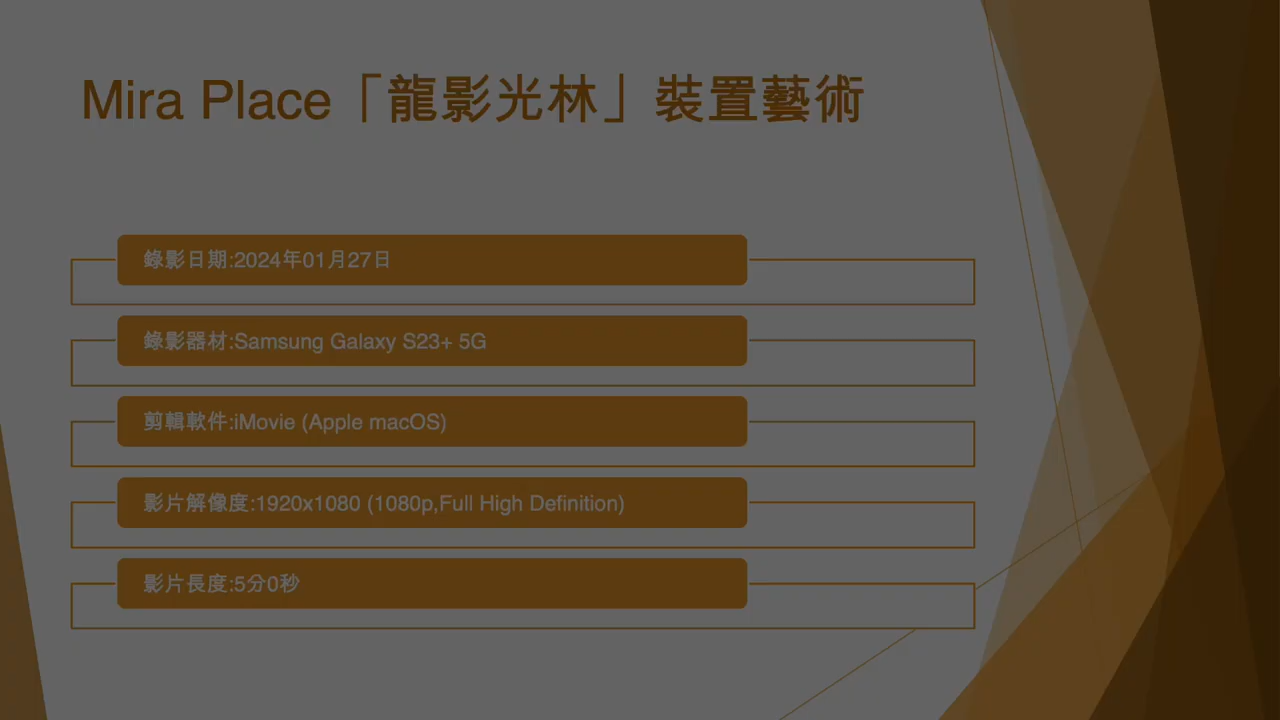 Mira Place「龍影光林」裝置藝術
錄影日期:2024年01月27日
錄影器材:Samsung Galaxy S23+ 5G
剪輯軟件:iMovie (Apple macOS)
影片解像度:1920x1080 (1080p,Full High Definition)
影片長度:5分0秒